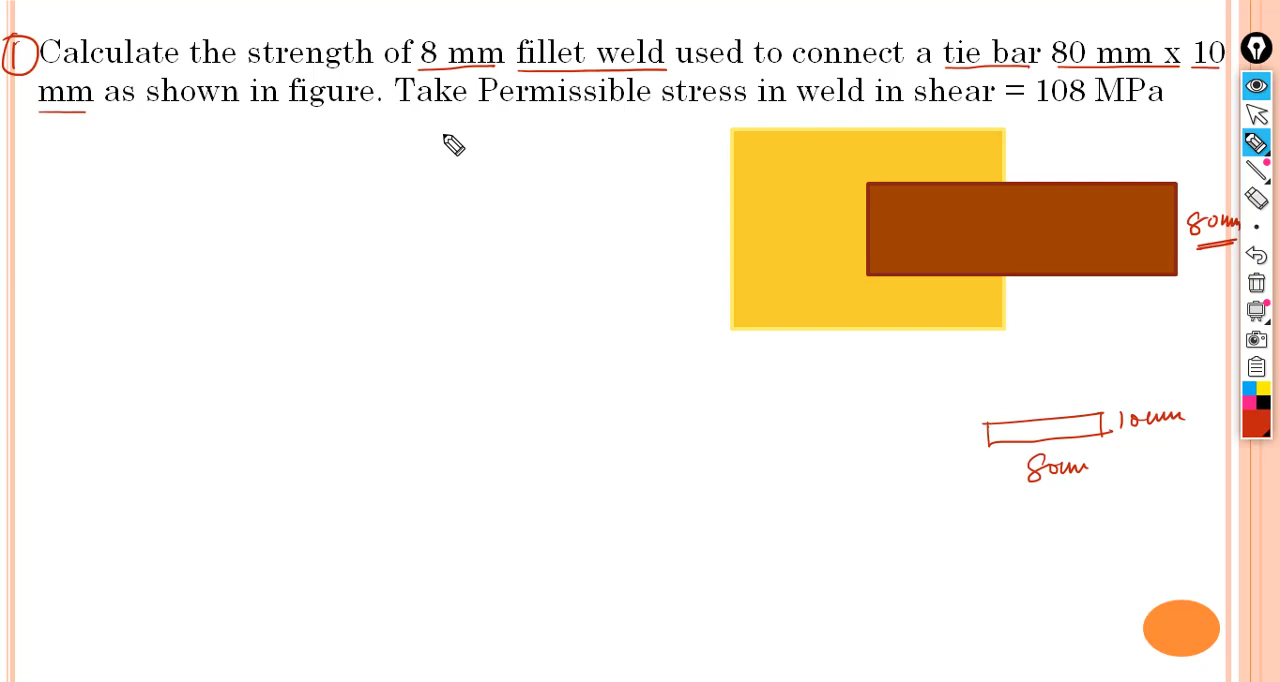 1 Calculate the strength of 8 mm fillet weld used to connect a tie bar 80 mm x 10
mm as shown in figure. Take Permissible stress in weld in shear = 108 MPa
80mm
10mm
80mm